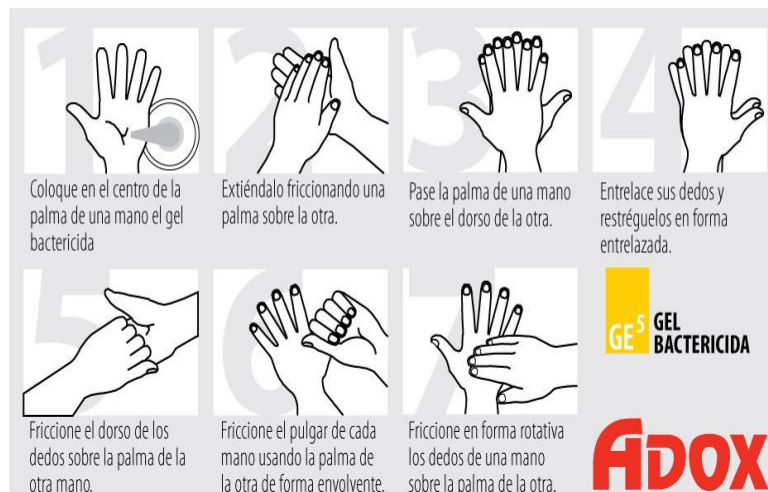 1
Coloque en el centro de la
palma de una mano el gel
bactericida
2
Extiéndalo friccionando una
palma sobre la otra.
3
Pase la palma de una mano
sobre el dorso de la otra.
4
Entrelace sus dedos y
restréguelos en forma
entrelazada.
5
Friccione el dorso de los
dedos sobre la palma de la
otra mano.
6
Friccione el pulgar de cada
mano usando la palma de
la otra de forma envolvente.
7
Friccione en forma rotativa
los dedos de una mano
sobre la palma de la otra.
GE⁵ GEL
BACTERICIDA
ADOX